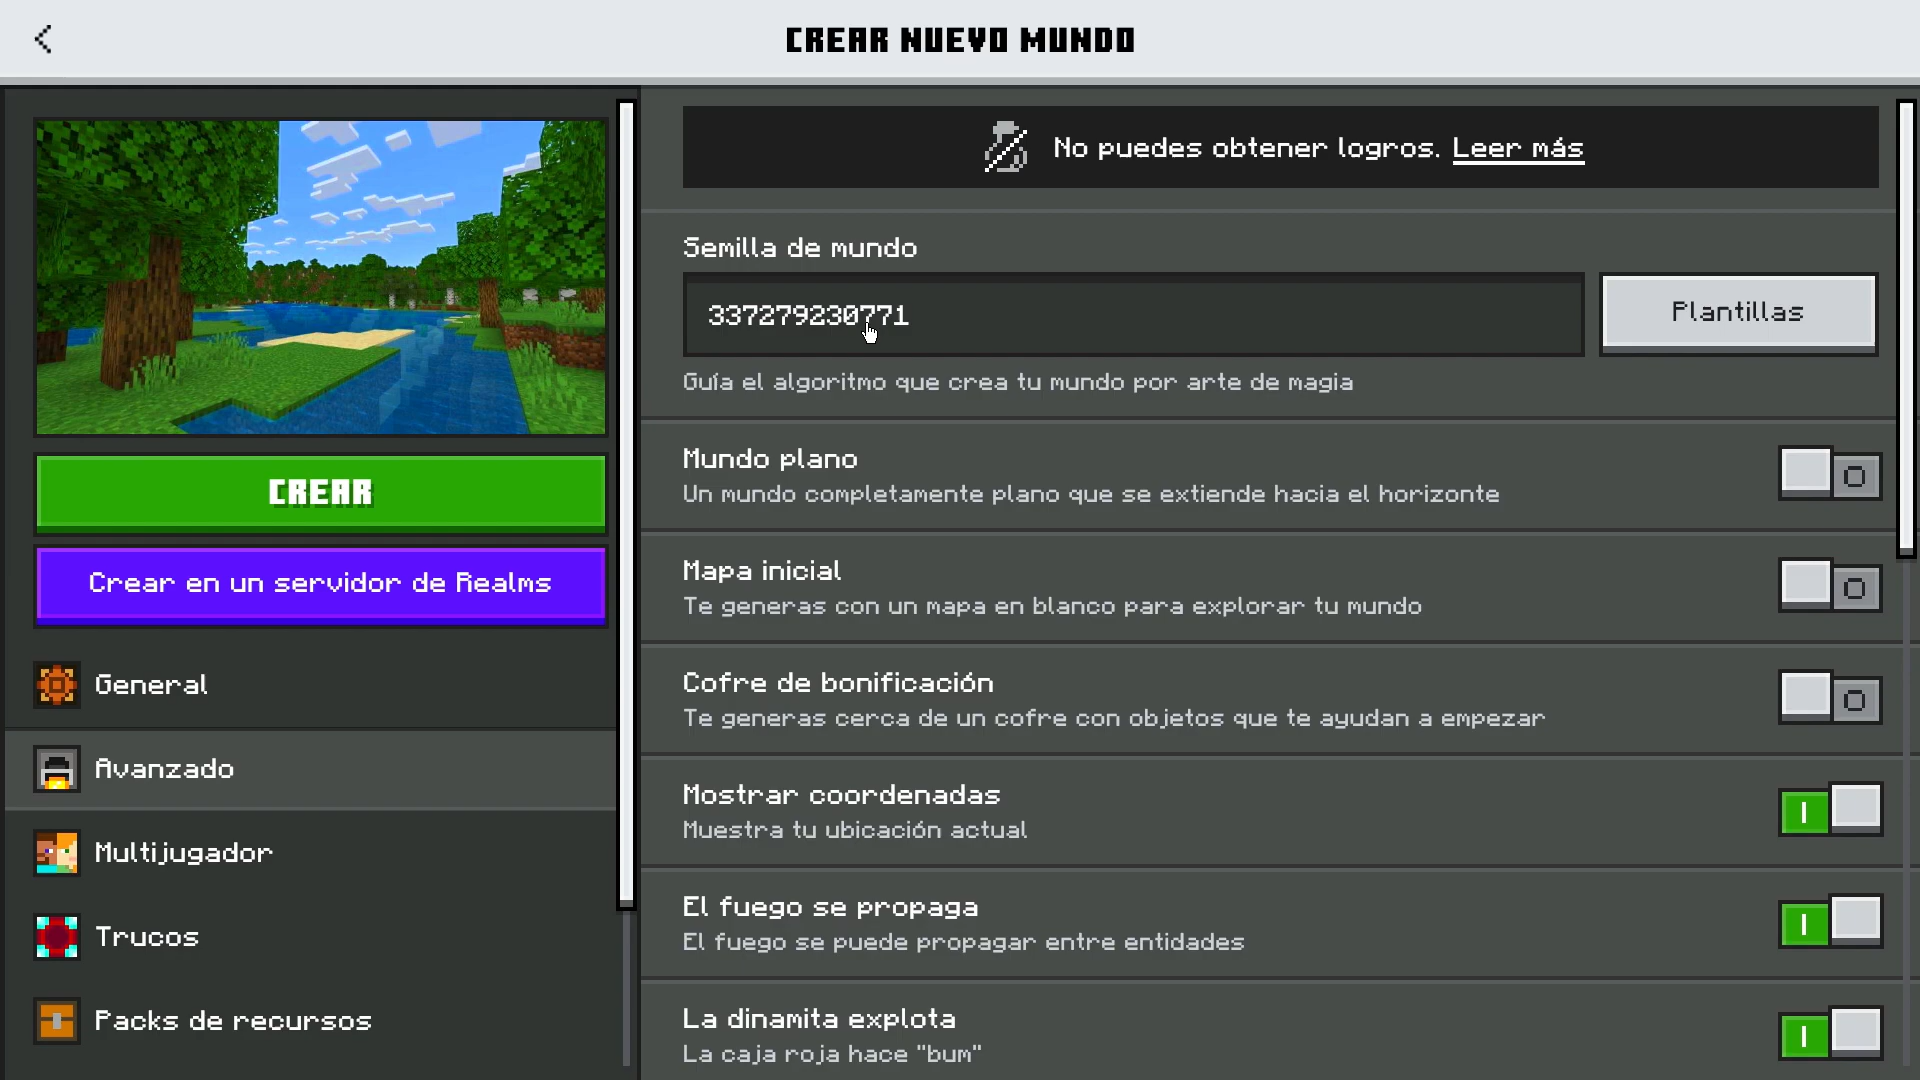 CREAR NUEVO MUNDO
No puedes obtener logros. Leer más
Semilla de mundo
337279230771
Plantillas
Guía el algoritmo que crea tu mundo por arte de magia
CREAR
Crear en un servidor de Realms
General
Avanzado
Multijugador
Trucos
Packs de recursos
Mundo plano
Un mundo completamente plano que se extiende hacia el horizonte
Mapa inicial
Te generas con un mapa en blanco para explorar tu mundo
Cofre de bonificación
Te generas cerca de un cofre con objetos que te ayudan a empezar
Mostrar coordenadas
Muestra tu ubicación actual
El fuego se propaga
El fuego se puede propagar entre entidades
La dinamita explota
La caja roja hace "bum"